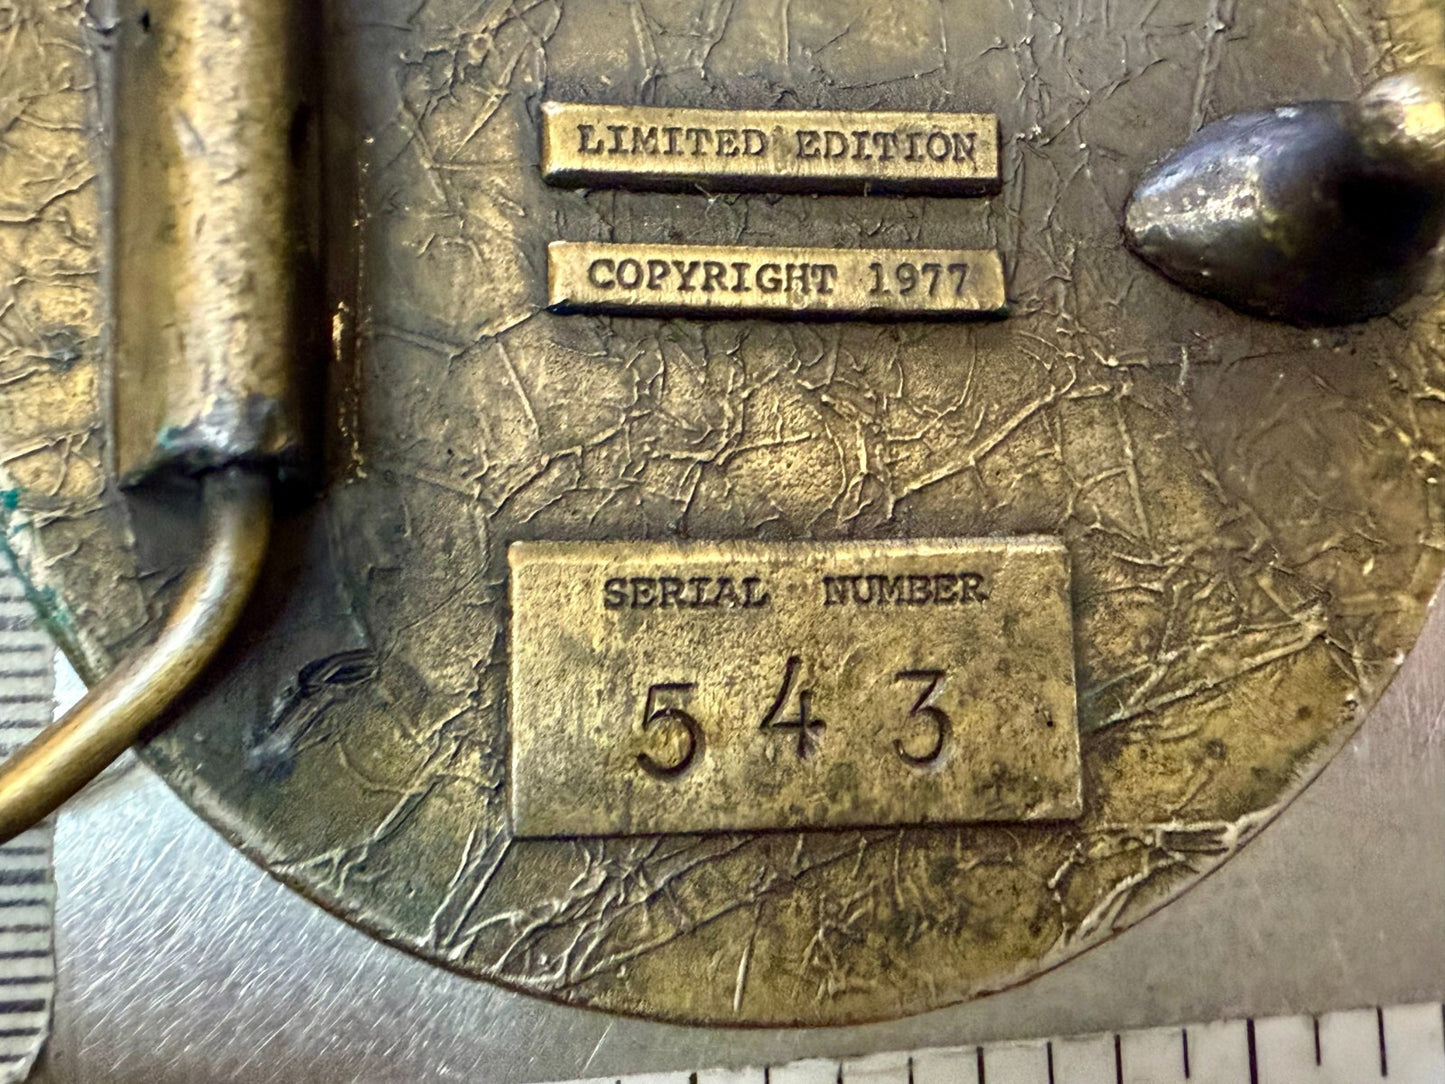 LIMITED EDITION
COPYRIGHT 1977
SERIAL NUMBER
543